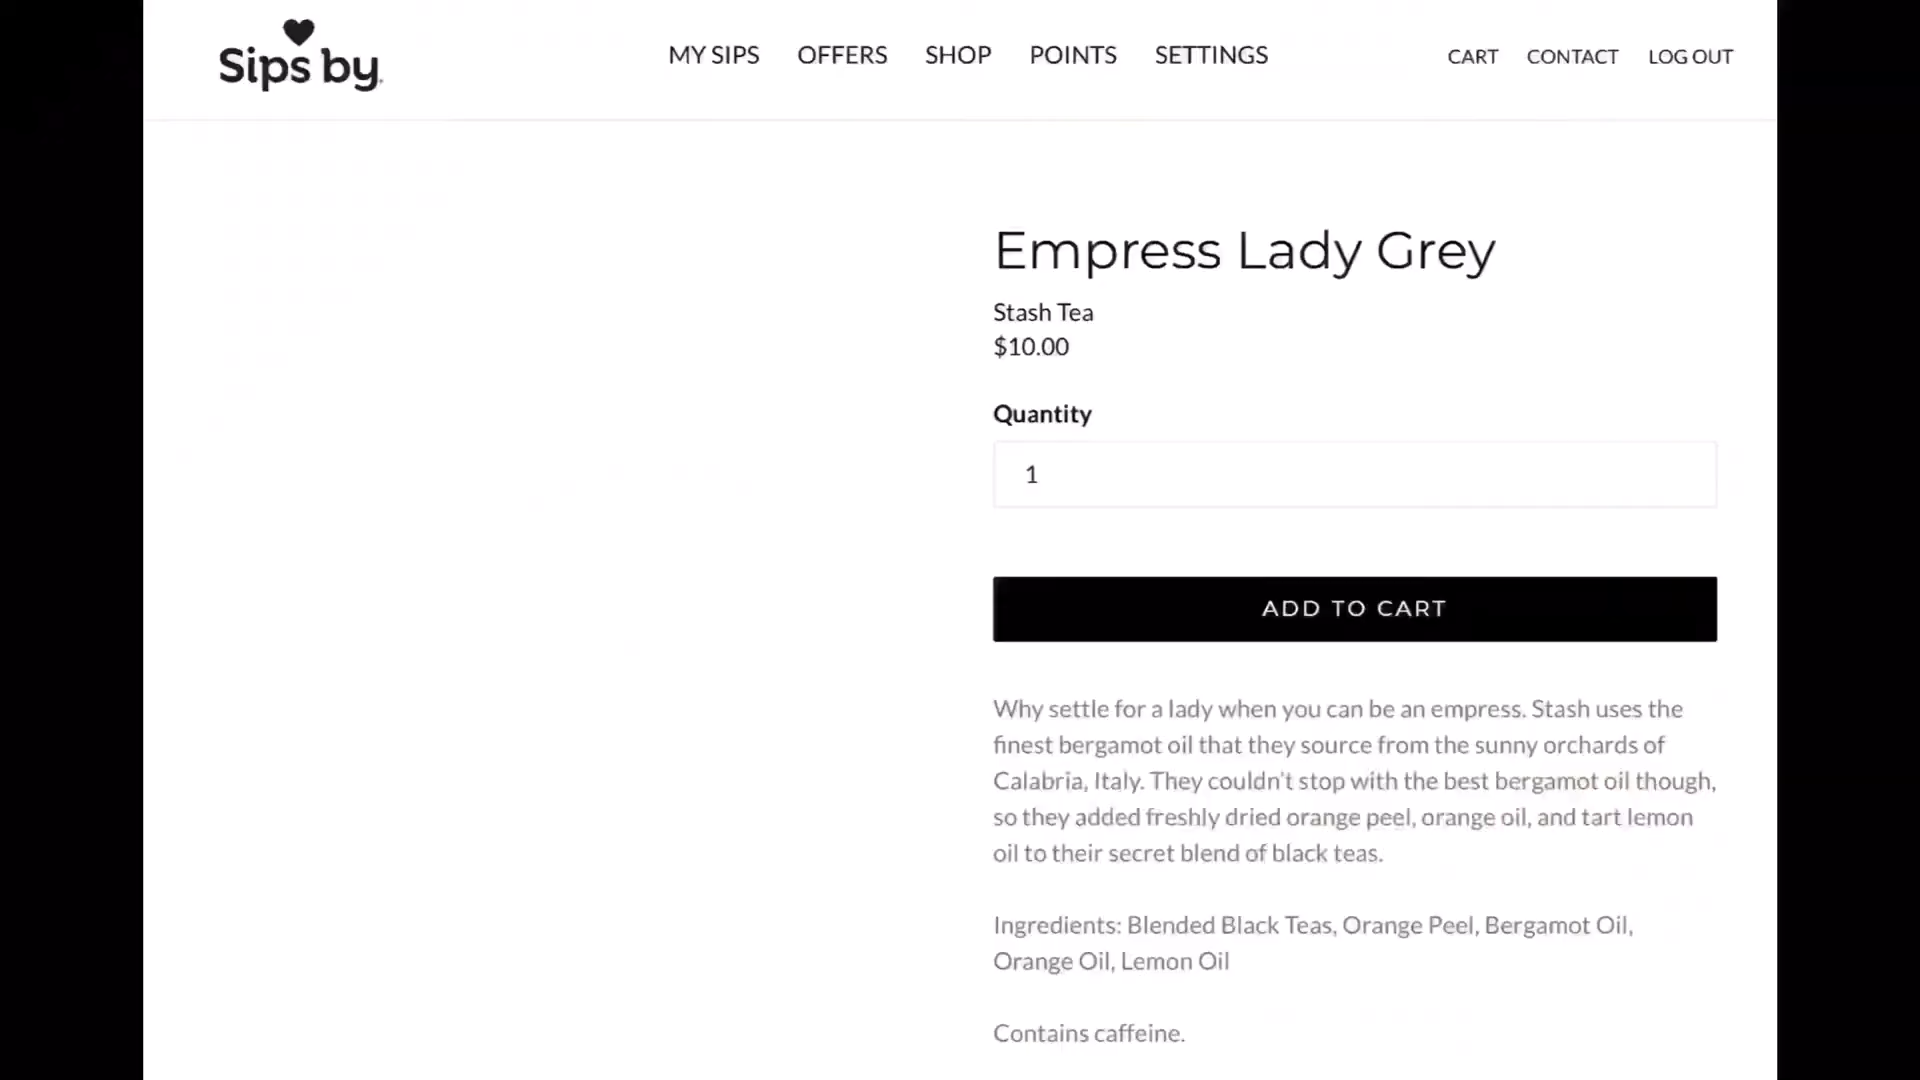 Sips by
MY SIPS OFFERS SHOP POINTS SETTINGS
CART CONTACT LOG OUT
Empress Lady Grey
Stash Tea
$10.00
Quantity
1
ADD TO CART
Why settle for a lady when you can be an empress. Stash uses the
finest bergamot oil that they source from the sunny orchards of
Calabria, Italy. They couldn't stop with the best bergamot oil though,
so they added freshly dried orange peel, orange oil, and tart lemon
oil to their secret blend of black teas.
Ingredients: Blended Black Teas, Orange Peel, Bergamot Oil,
Orange Oil, Lemon Oil
Contains caffeine.